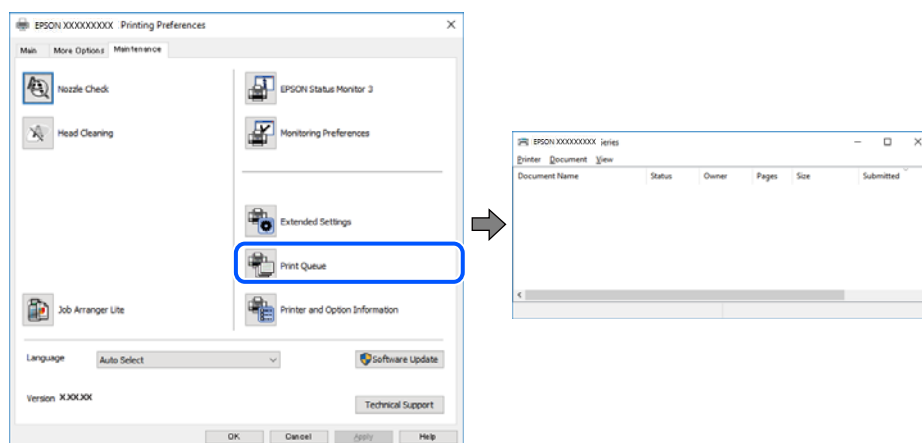 EPSON XXXXXXXXX Printing Preferences
Main More Options Maintenance
Nozzle Check
EPSON Status Monitor 3
Head Cleaning
Monitoring Preferences
Extended Settings
Print Queue
Job Arranger Lite
Printer and Option Information
Language Auto Select Software Update
Version X.XX.XX
Technical Support
OK Cancel Apply Help
EPSON XXXXXXXXX jeries
Printer Document View
Document Name Status Owner Pages Size Submitted